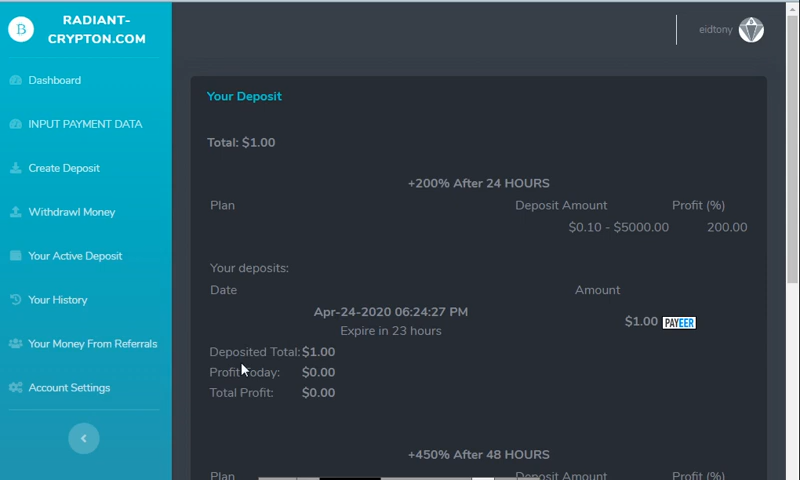 RADIANT-
CRYPTON.COM
eidtony
Dashboard
INPUT PAYMENT DATA
Create Deposit
Withdrawl Money
Your Active Deposit
Your History
Your Money From Referrals
Account Settings
Your Deposit
Total: $1.00
+200% After 24 HOURS
Plan Deposit Amount Profit (%)
$0.10 - $5000.00 200.00
Your deposits:
Date Amount
Apr-24-2020 06:24:27 PM
Expire in 23 hours
$1.00 PAYEER
Deposited Total: $1.00
Profit Today: $0.00
Total Profit: $0.00
+450% After 48 HOURS
Plan Deposit Amount Profit (%)